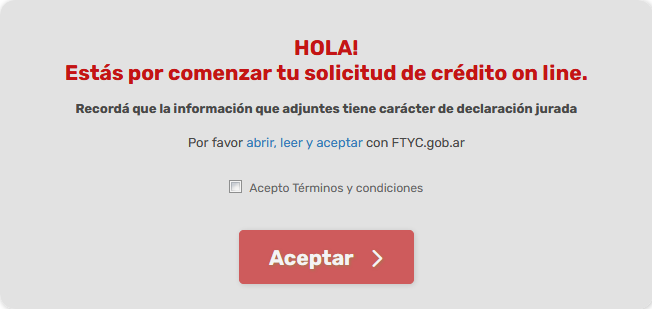 HOLA!
Estás por comenzar tu solicitud de crédito on line.
Recordá que la información que adjuntes tiene carácter de declaración jurada
Por favor abrir, leer y aceptar con FTYC.gob.ar
Acepto Términos y condiciones
Aceptar